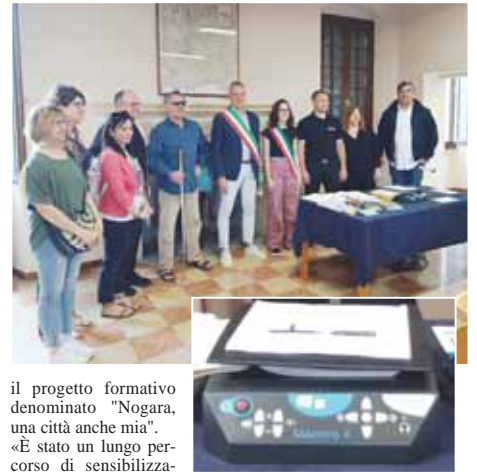 il progetto formativo
denominato "Nogara,
una città anche mia".
«È stato un lungo per-
corso di sensibilizza-